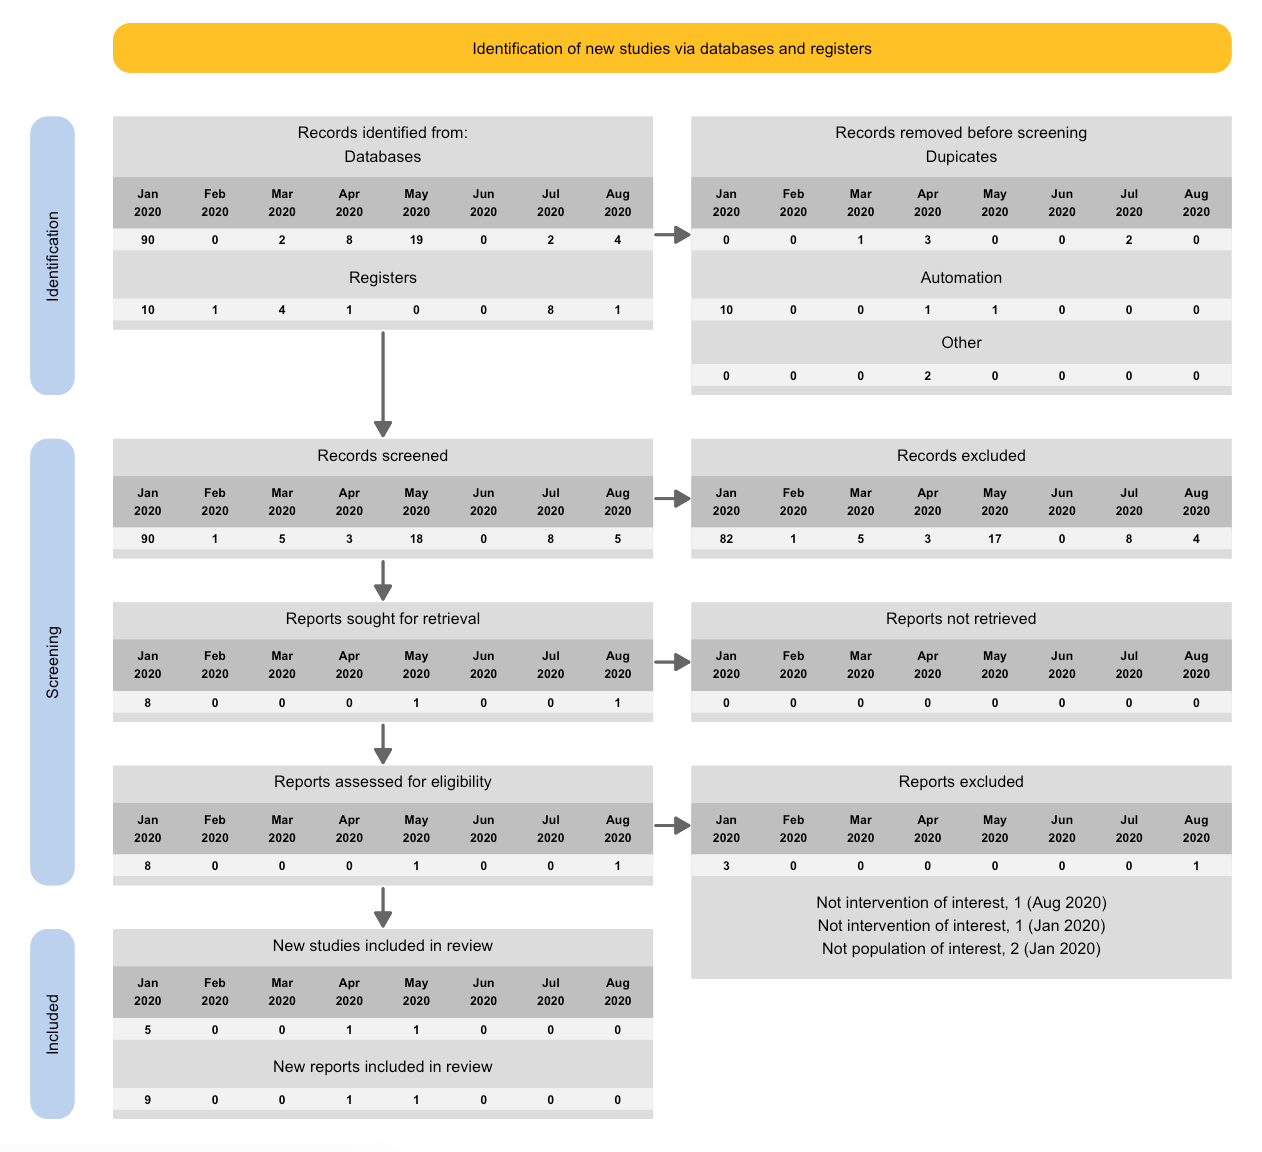 Identification of new studies via databases and registers
Identification
Records identified from:
Databases
Jan Feb Mar Apr May Jun Jul Aug
2020 2020 2020 2020 2020 2020 2020 2020
90 0 2 8 19 0 2 4
Registers
10 1 4 1 0 0 8 1
Records removed before screening
Dupicates
Jan Feb Mar Apr May Jun Jul Aug
2020 2020 2020 2020 2020 2020 2020 2020
0 0 1 3 0 0 2 0
Automation
10 0 0 1 1 0 0 0
Other
0 0 0 2 0 0 0 0
Screening
Records screened
Jan Feb Mar Apr May Jun Jul Aug
2020 2020 2020 2020 2020 2020 2020 2020
90 1 5 3 18 0 8 5
Records excluded
Jan Feb Mar Apr May Jun Jul Aug
2020 2020 2020 2020 2020 2020 2020 2020
82 1 5 3 17 0 8 4
Reports sought for retrieval
Jan Feb Mar Apr May Jun Jul Aug
2020 2020 2020 2020 2020 2020 2020 2020
8 0 0 0 1 0 0 1
Reports not retrieved
Jan Feb Mar Apr May Jun Jul Aug
2020 2020 2020 2020 2020 2020 2020 2020
0 0 0 0 0 0 0 0
Reports assessed for eligibility
Jan Feb Mar Apr May Jun Jul Aug
2020 2020 2020 2020 2020 2020 2020 2020
8 0 0 0 1 0 0 1
Reports excluded
Jan Feb Mar Apr May Jun Jul Aug
2020 2020 2020 2020 2020 2020 2020 2020
3 0 0 0 0 0 0 1
Not intervention of interest, 1 (Aug 2020)
Not intervention of interest, 1 (Jan 2020)
Not population of interest, 2 (Jan 2020)
Included
New studies included in review
Jan Feb Mar Apr May Jun Jul Aug
2020 2020 2020 2020 2020 2020 2020 2020
5 0 0 1 1 0 0 0
New reports included in review
9 0 0 1 1 0 0 0